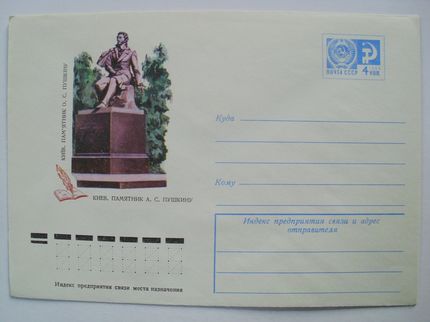 КИЇВ. ПАМ'ЯТНИК О. С. ПУШКІНУ
КИЕВ. ПАМЯТНИК А. С. ПУШКИНУ
ПОЧТА СССР
4 КОП
Куда
Кому
Индекс предприятия связи и адрес
отправителя
Индекс предприятия связи места назначения